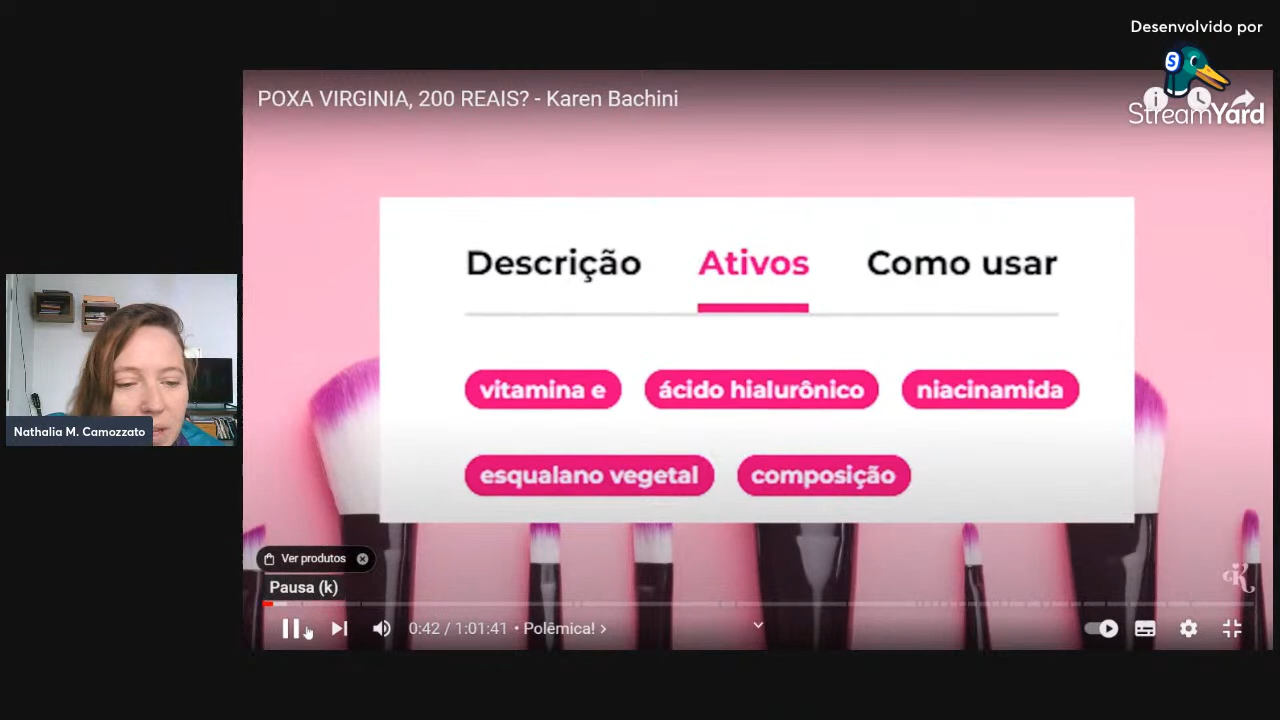 Desenvolvido por
StreamYard
POXA VIRGINIA, 200 REAIS? - Karen Bachini
Descrição Ativos Como usar
vitamina e ácido hialurônico niacinamida
esqualano vegetal composição
Nathalia M. Camozzato
Ver produtos
Pausa (k)
0:42 / 1:01:41 • Polêmica! >